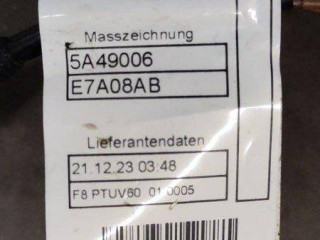 Masszeichnung
5A49006
E7A08AB
Lieferantendaten
21.12.23 03:48
F8 PTUV60 01 0005